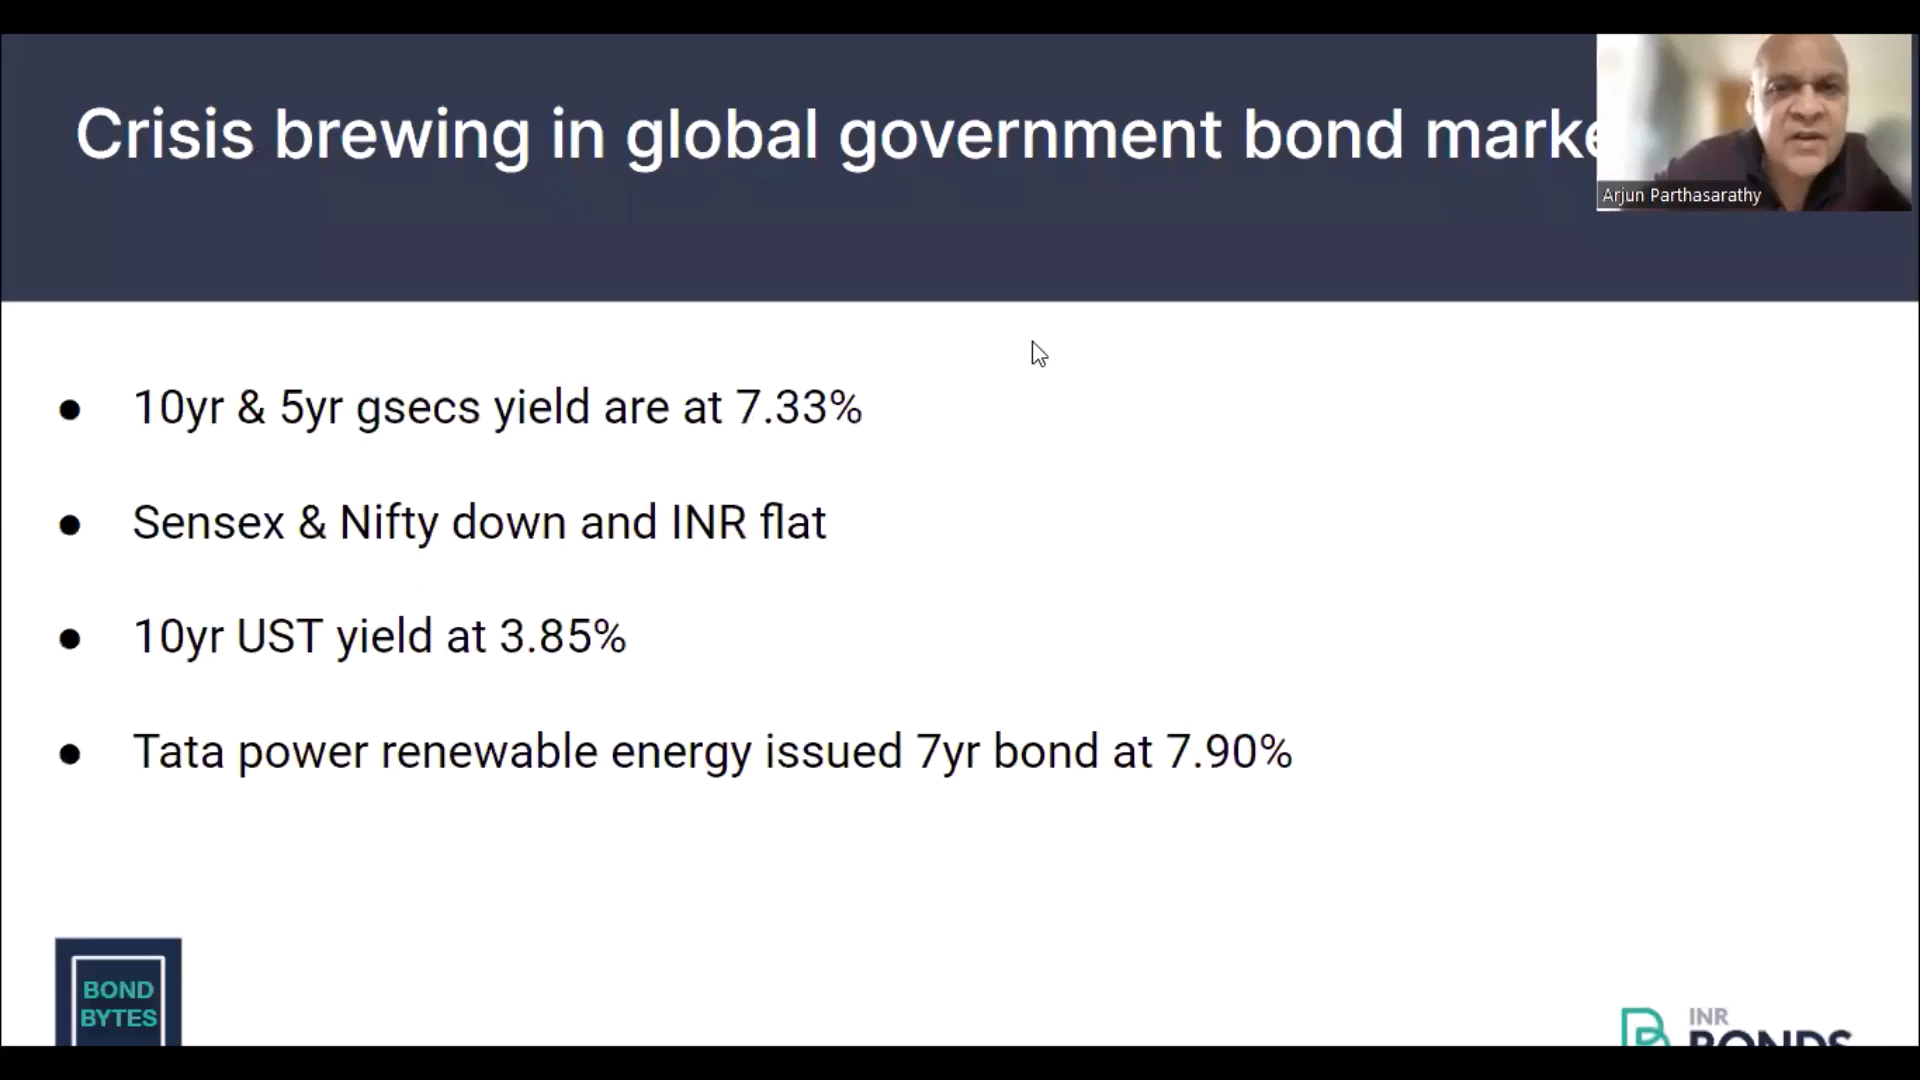 Crisis brewing in global government bond marke
Arjun Parthasarathy
● 10yr & 5yr gsecs yield are at 7.33%
● Sensex & Nifty down and INR flat
● 10yr UST yield at 3.85%
● Tata power renewable energy issued 7yr bond at 7.90%
BOND
BYTES
INR
BONDS